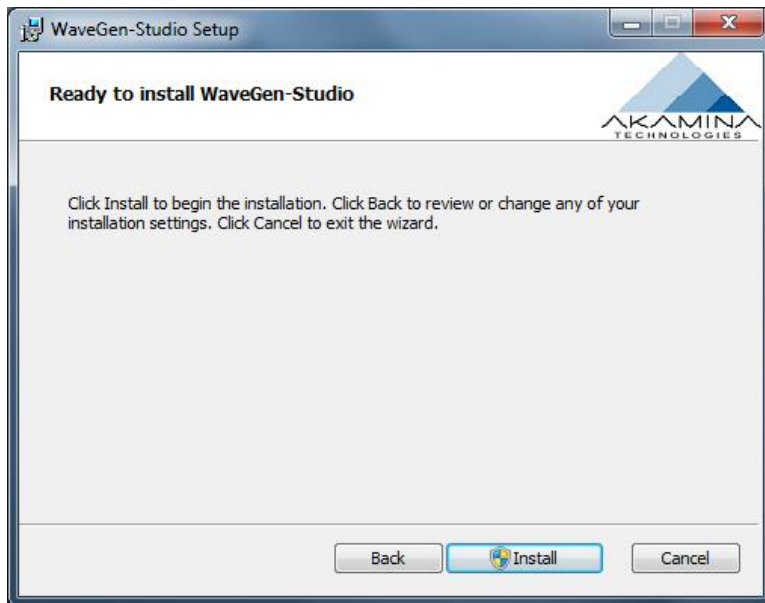 WaveGen-Studio Setup
Ready to install WaveGen-Studio
AKAMINA
TECHNOLOGIES
Click Install to begin the installation. Click Back to review or change any of your
installation settings. Click Cancel to exit the wizard.
Back
Install
Cancel